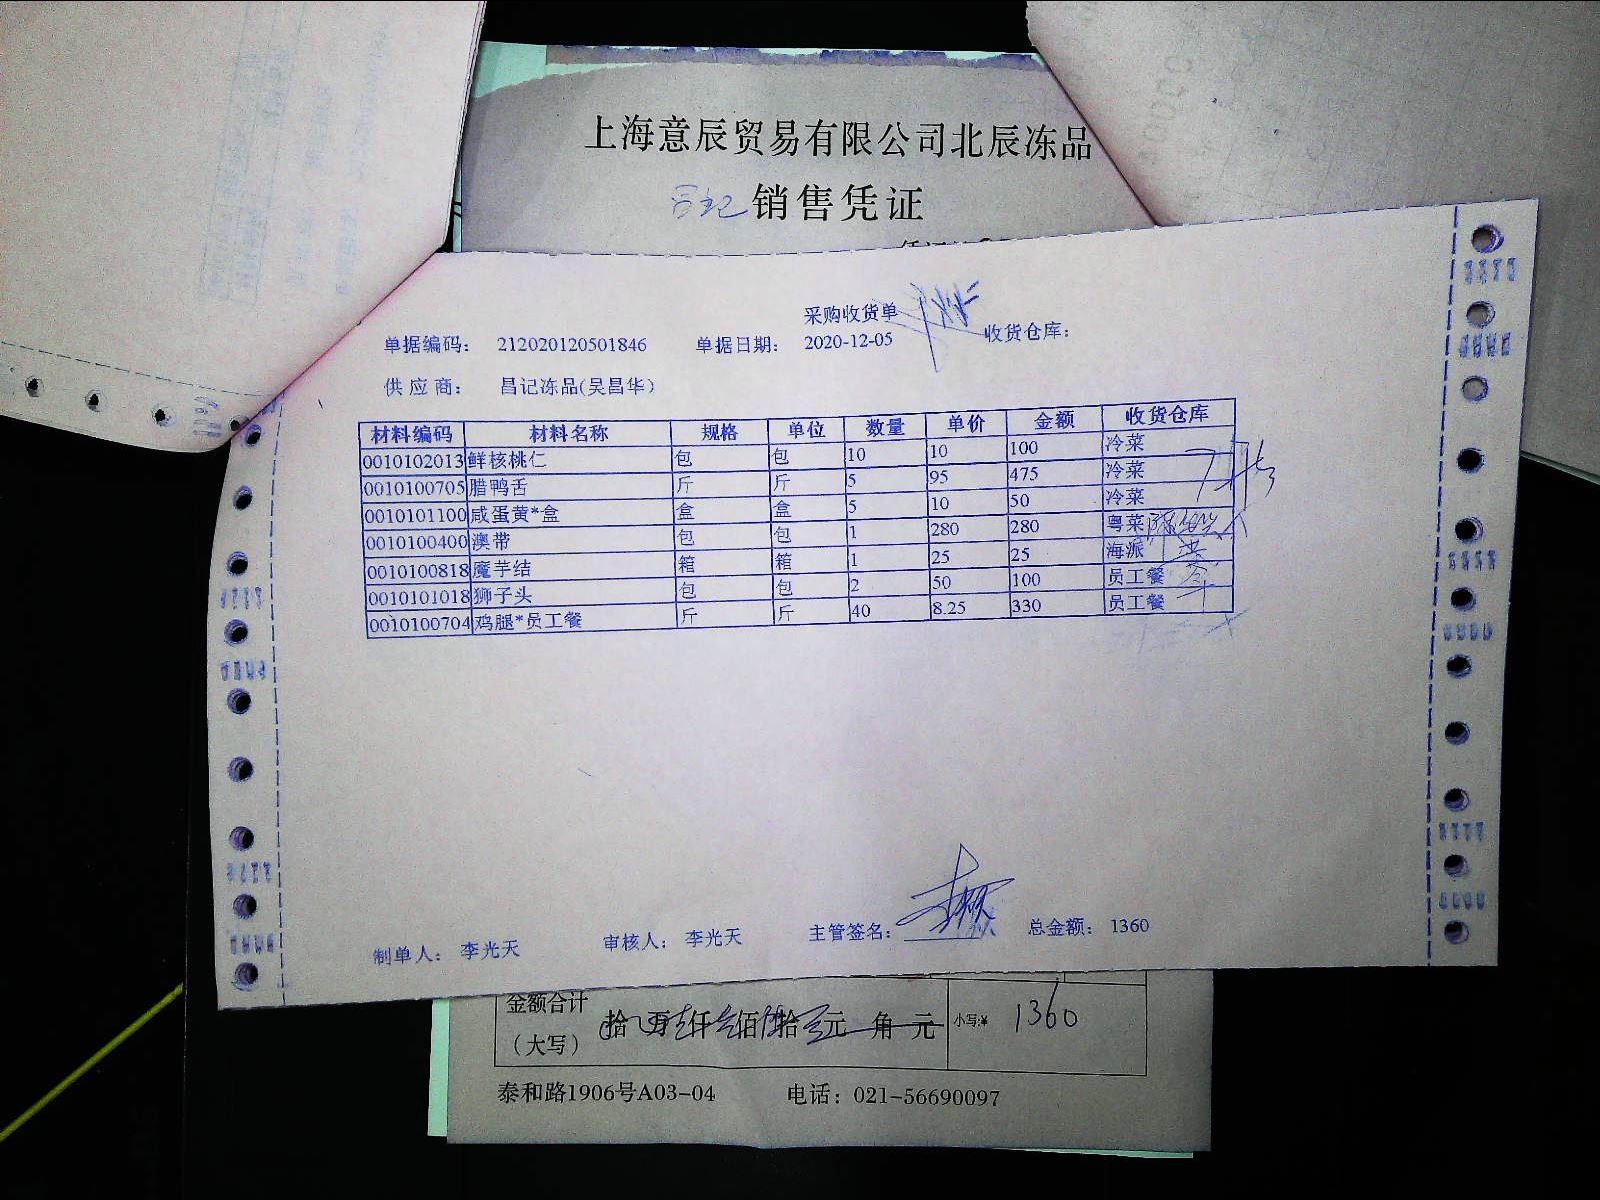 上海意辰贸易有限公司北辰冻品
昌记 销售凭证
采购收货单
单据编码： 212020120501846 单据日期： 2020-12-05 收货仓库：
供应商： 昌记冻品(吴昌华)
材料编码 材料名称 规格 单位 数量 单价 金额 收货仓库
0010102013 鲜核桃仁 包 包 10 10 100 冷菜
0010100705 腊鸭舌 斤 斤 5 95 475 冷菜
0010101100 咸蛋黄*盒 盒 盒 5 10 50 冷菜
0010100400 澳带 包 包 1 280 280 粤菜
0010100818 魔芋结 箱 箱 1 25 25 海派
0010101018 狮子头 包 包 2 50 100 员工餐
0010100704 鸡腿*员工餐 斤 斤 40 8.25 330 员工餐
制单人： 李光天 审核人： 李光天 主管签名： 总金额： 1360
金额合计
（大写） 拾 万 仟 佰 拾 元 角 元 小写:¥ 1360
泰和路1906号A03-04 电话：021-56690097